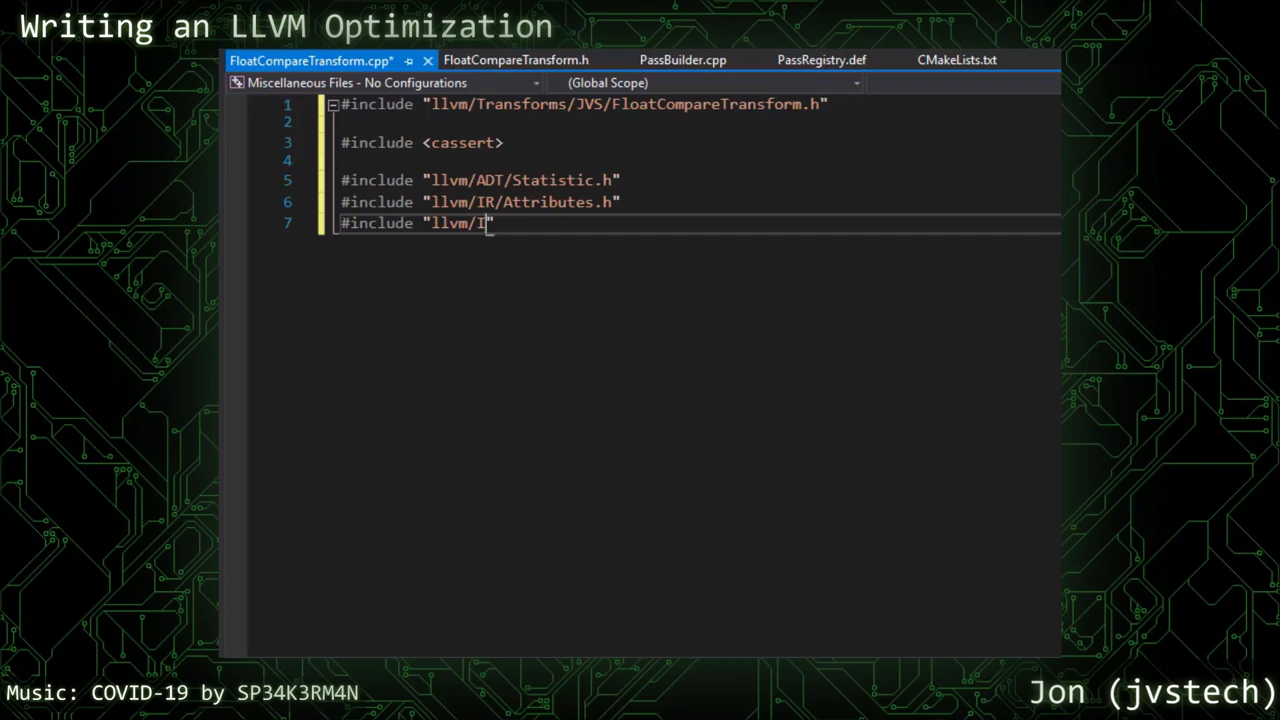 Writing an LLVM Optimization
FloatCompareTransform.cpp* FloatCompareTransform.h PassBuilder.cpp PassRegistry.def CMakeLists.txt
Miscellaneous Files - No Configurations (Global Scope)
1 #include "llvm/Transforms/JVS/FloatCompareTransform.h"
2
3 #include <cassert>
4
5 #include "llvm/ADT/Statistic.h"
6 #include "llvm/IR/Attributes.h"
7 #include "llvm/I"
Music: COVID-19 by SP34K3RM4N
Jon (jvstech)